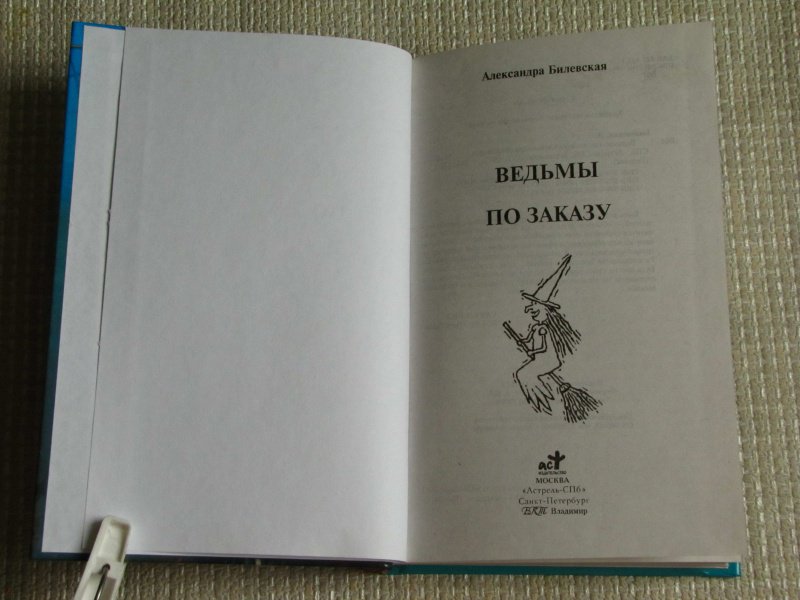 Александра Билевская
ВЕДЬМЫ
ПО ЗАКАЗУ
аст
издательство
МОСКВА
«Астрель-СПб»
Санкт-Петербург
ВКТ Владимир